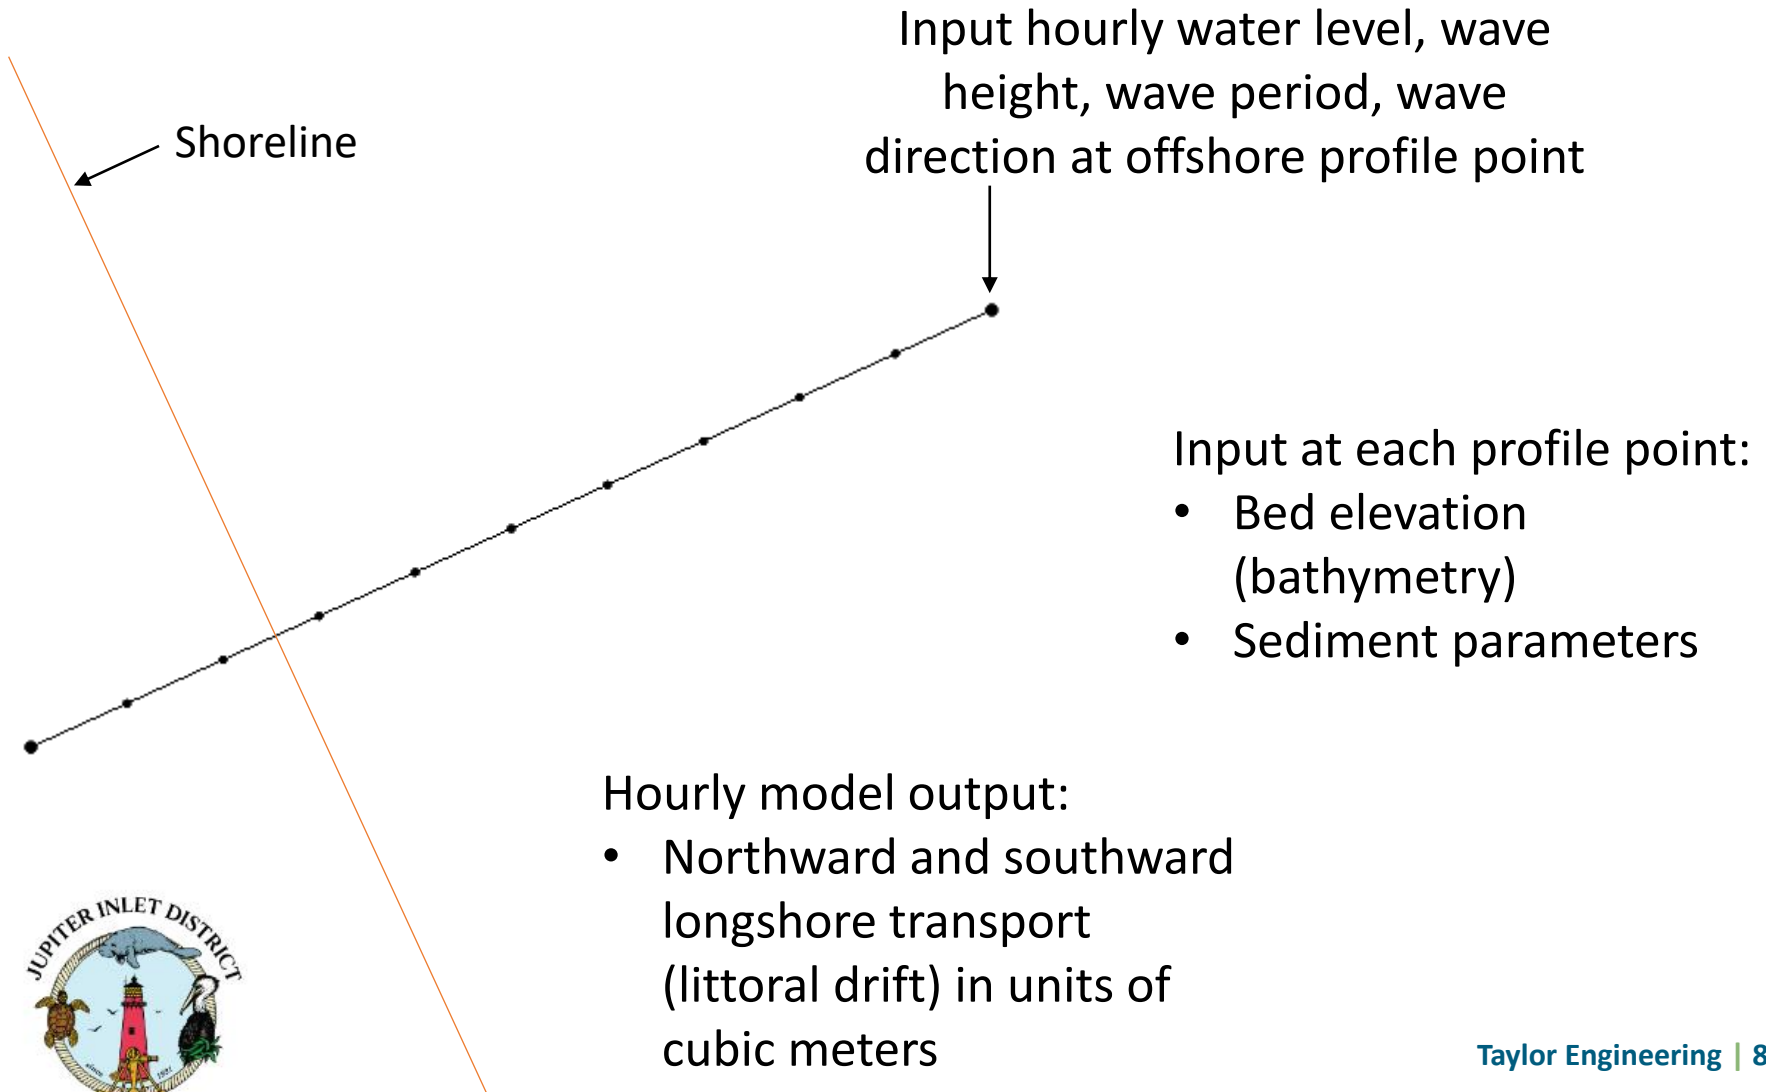 Input hourly water level, wave
height, wave period, wave
direction at offshore profile point
Shoreline
Input at each profile point:
• Bed elevation
(bathymetry)
• Sediment parameters
Hourly model output:
• Northward and southward
longshore transport
(littoral drift) in units of
cubic meters
JUPITER INLET DISTRICT
since 1921
Taylor Engineering | 8